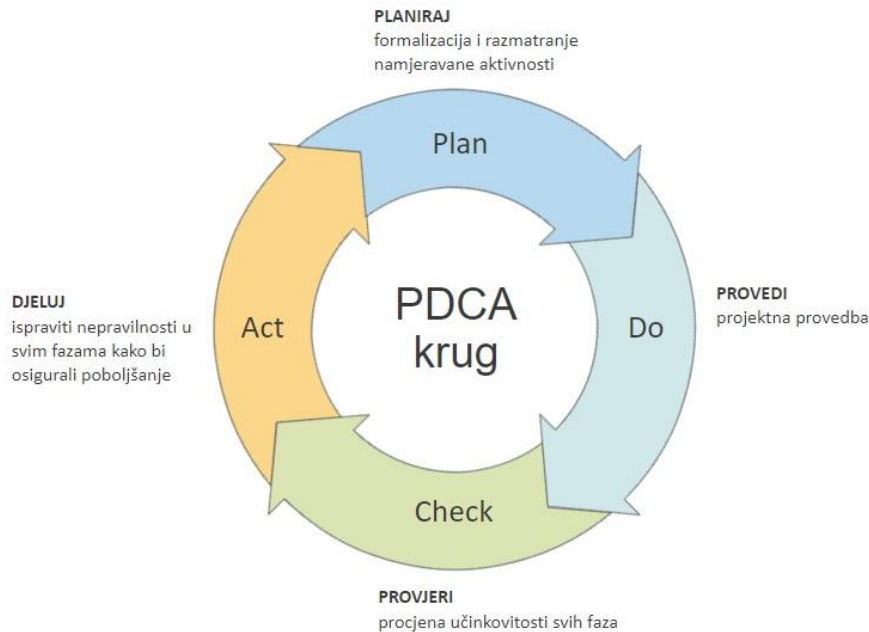 PLANIRAJ
formalizacija i razmatranje
namjeravane aktivnosti
Plan
DJELUJ
ispraviti nepravilnosti u
svim fazama kako bi
osigurali poboljšanje
Act
PDCA
krug
Do
PROVEDI
projektna provedba
Check
PROVJERI
procjena učinkovitosti svih faza